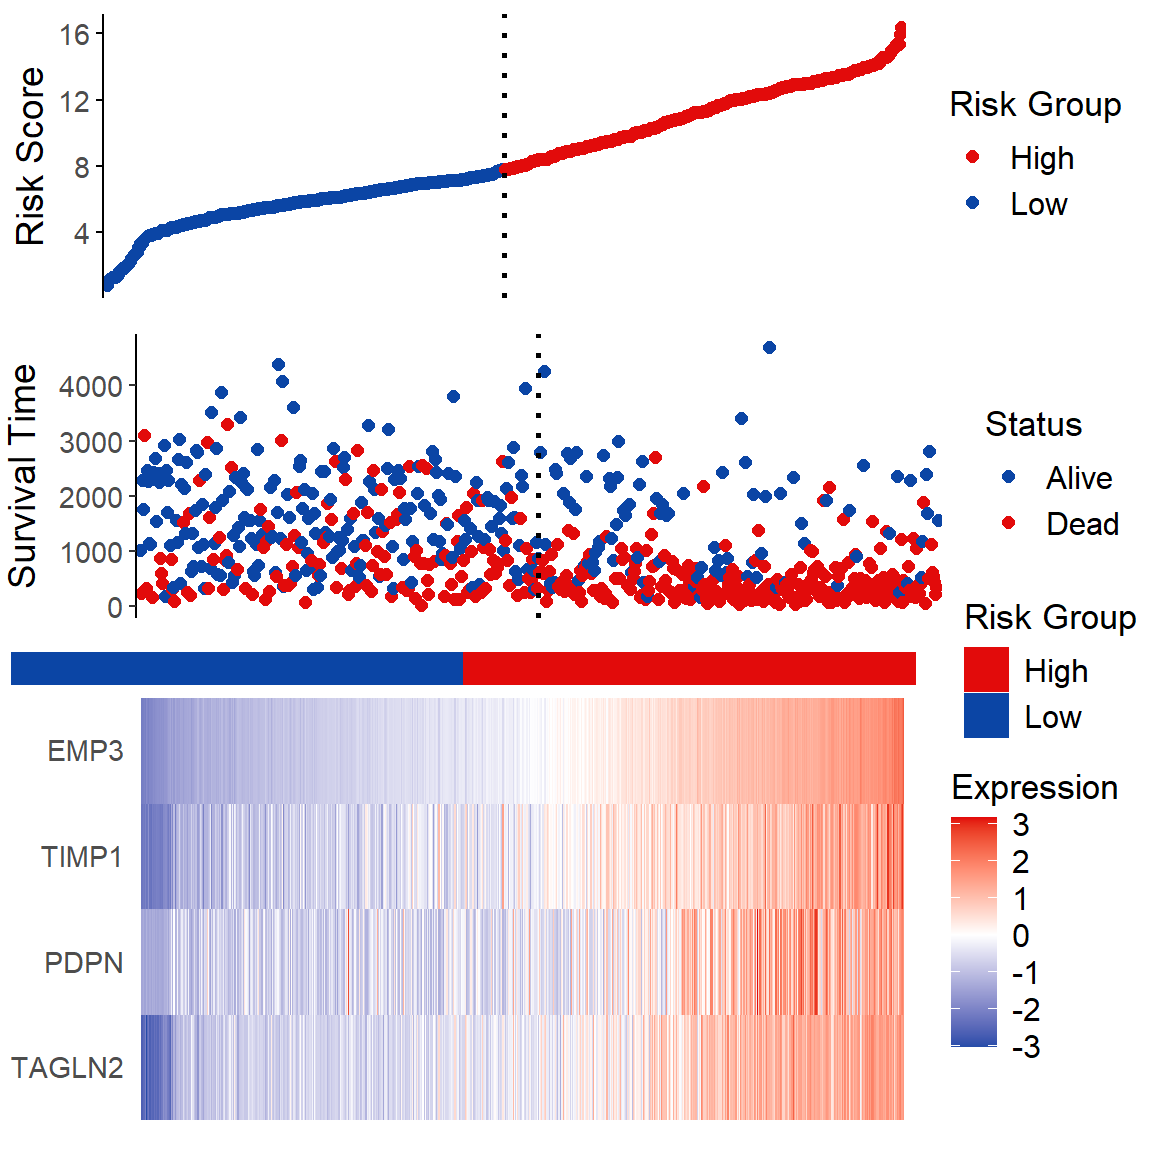 Risk Score
16
12
8
4
Risk Group
High
Low
Survival Time
4000
3000
2000
1000
0
Status
Alive
Dead
Risk Group
High
Low
EMP3
TIMP1
PDPN
TAGLN2
Expression
3
2
1
0
-1
-2
-3